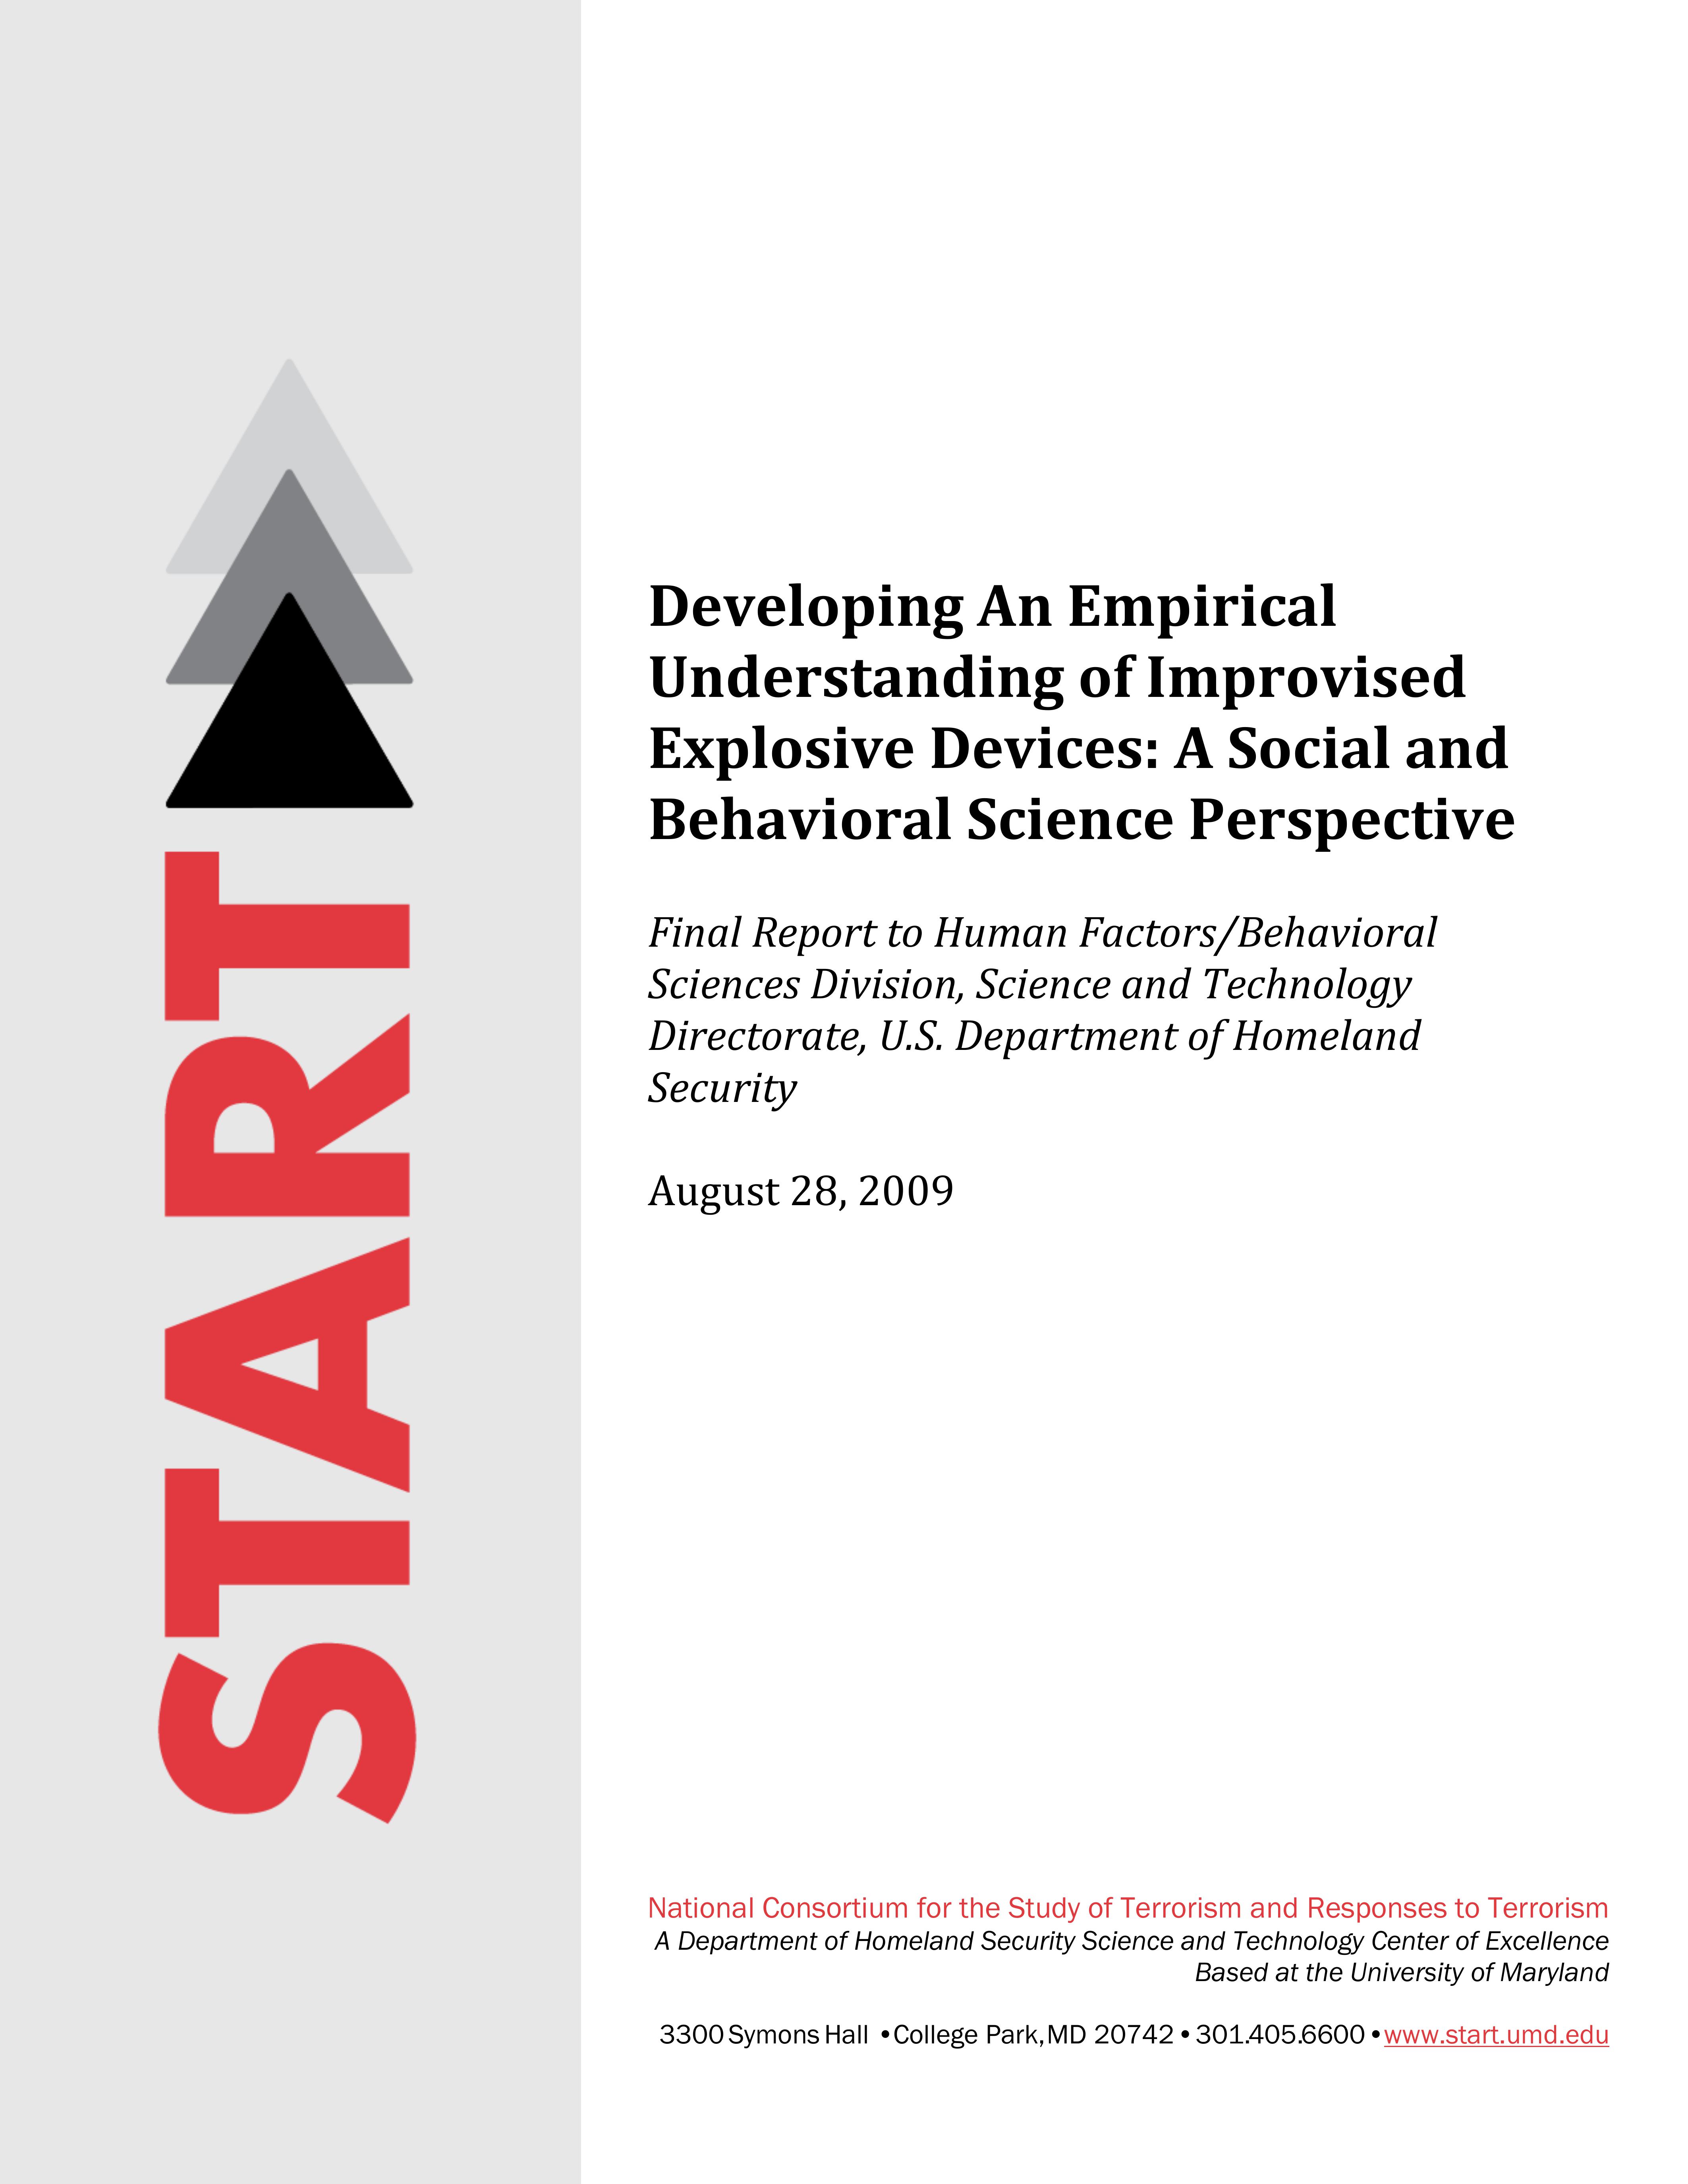 START
Developing An Empirical
Understanding of Improvised
Explosive Devices: A Social and
Behavioral Science Perspective
Final Report to Human Factors/Behavioral
Sciences Division, Science and Technology
Directorate, U.S. Department of Homeland
Security
August 28, 2009
National Consortium for the Study of Terrorism and Responses to Terrorism
A Department of Homeland Security Science and Technology Center of Excellence
Based at the University of Maryland
3300 Symons Hall •College Park,MD 20742 • 301.405.6600 •www.start.umd.edu